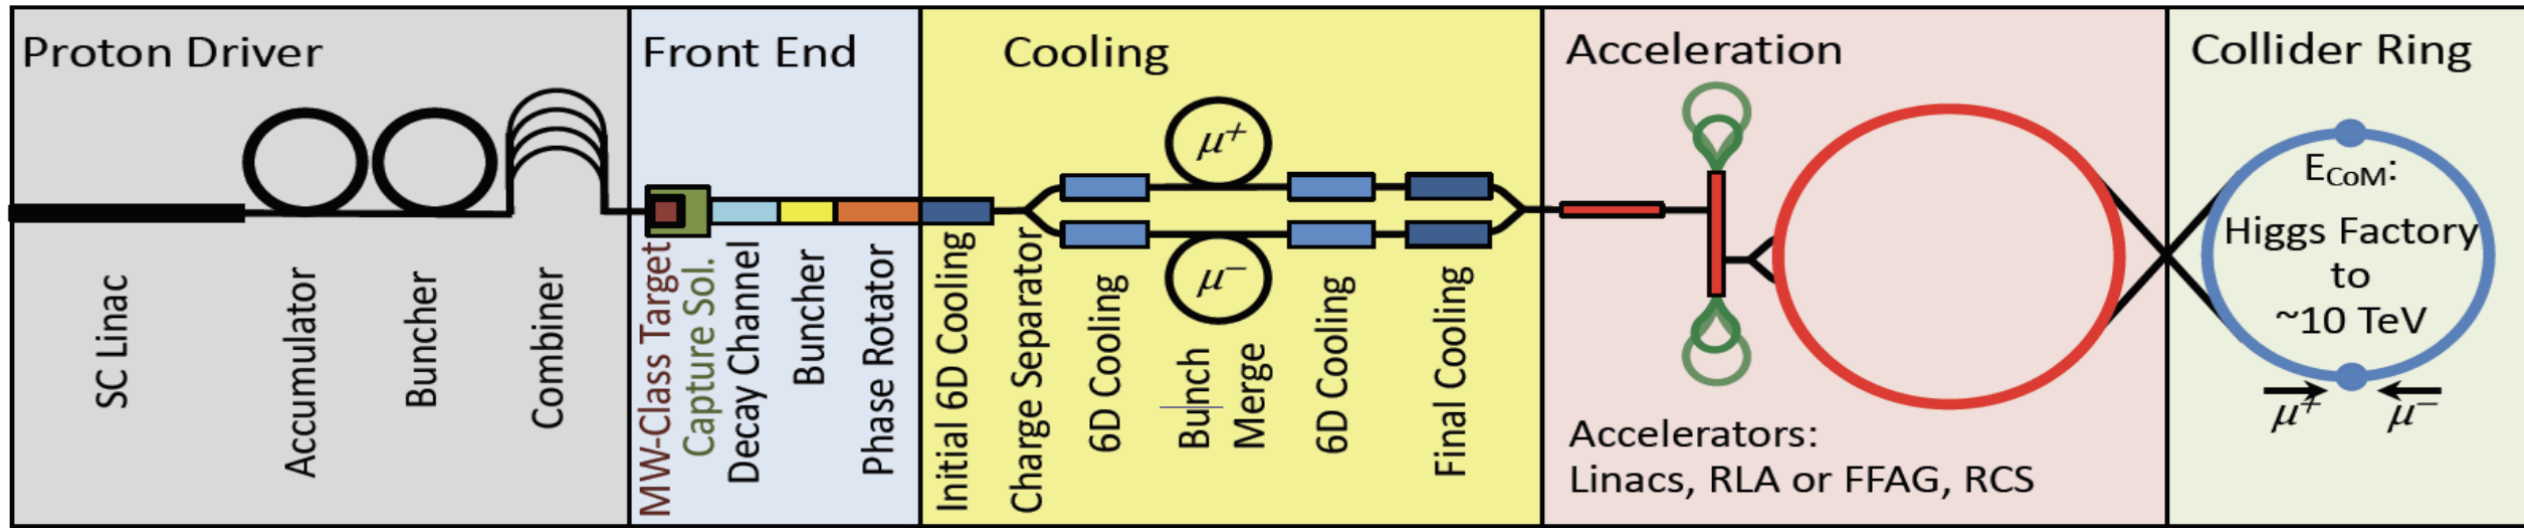 Proton Driver
Front End
Cooling
Acceleration
Collider Ring
SC Linac
Accumulator
Buncher
Combiner
MW-Class Target
Capture Sol.
Decay Channel
Buncher
Phase Rotator
Initial 6D Cooling
Charge Separator
6D Cooling
μ+
μ−
Bunch
Merge
6D Cooling
Final Cooling
Accelerators:
Linacs, RLA or FFAG, RCS
ECoM:
Higgs Factory
to
~10 TeV
μ+
μ−